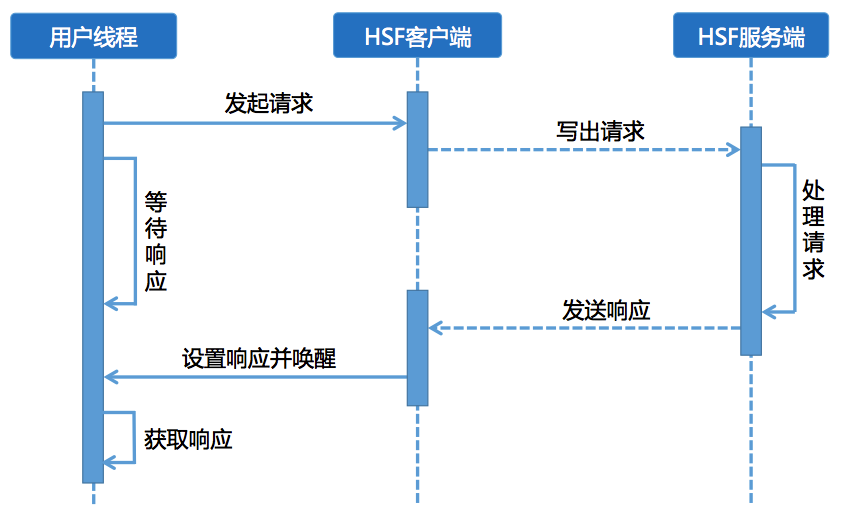 用户线程
HSF客户端
HSF服务端
发起请求
写出请求
等待响应
处理请求
发送响应
设置响应并唤醒
获取响应